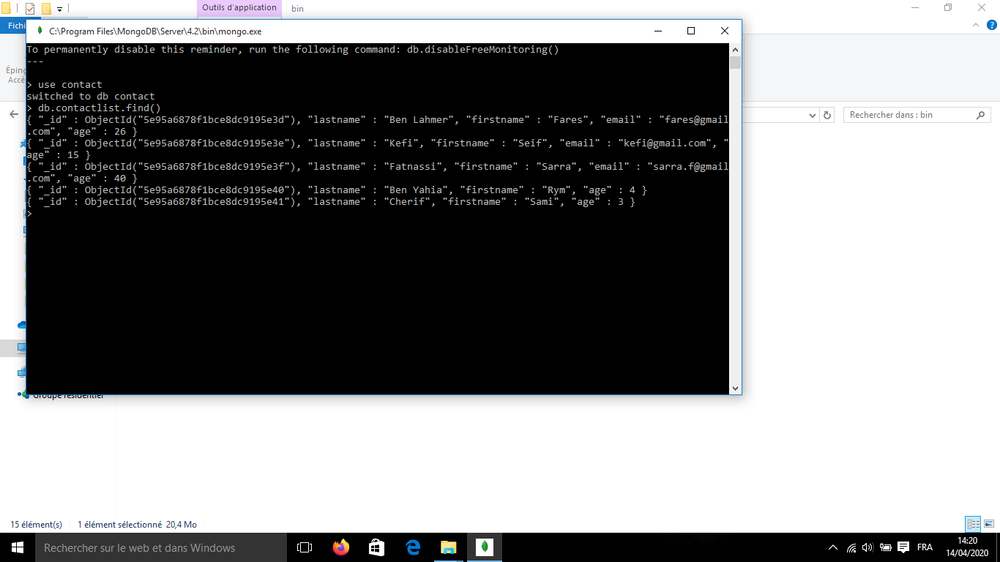 Outils d'application
bin
Fichi
C:\Program Files\MongoDB\Server\4.2\bin\mongo.exe
To permanently disable this reminder, run the following command: db.disableFreeMonitoring()
---
> use contact
switched to db contact
> db.contactlist.find()
{ "_id" : ObjectId("5e95a6878f1bce8dc9195e3d"), "lastname" : "Ben Lahmer", "firstname" : "Fares", "email" : "fares@gmail
.com", "age" : 26 }
{ "_id" : ObjectId("5e95a6878f1bce8dc9195e3e"), "lastname" : "Kefi", "firstname" : "Seif", "email" : "kefi@gmail.com", "
age" : 15 }
{ "_id" : ObjectId("5e95a6878f1bce8dc9195e3f"), "lastname" : "Fatnassi", "firstname" : "Sarra", "email" : "sarra.f@gmail
.com", "age" : 40 }
{ "_id" : ObjectId("5e95a6878f1bce8dc9195e40"), "lastname" : "Ben Yahia", "firstname" : "Rym", "age" : 4 }
{ "_id" : ObjectId("5e95a6878f1bce8dc9195e41"), "lastname" : "Cherif", "firstname" : "Sami", "age" : 3 }
>
Éping
Accè
Rechercher dans : bin
Groupe résidentiel
15 élément(s)
1 élément sélectionné 20,4 Mo
Rechercher sur le web et dans Windows
FRA
14:20
14/04/2020